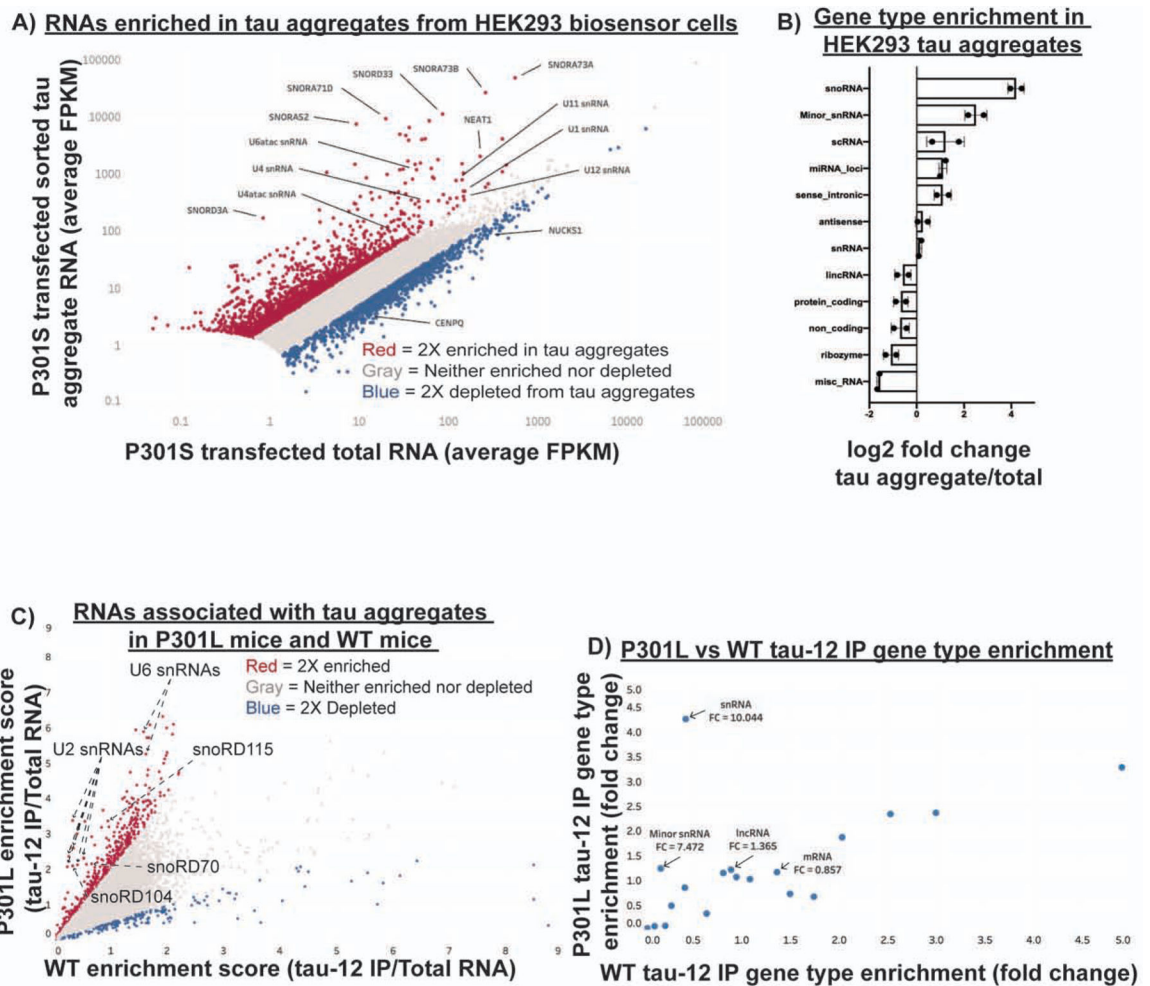 A) RNAs enriched in tau aggregates from HEK293 biosensor cells
P301S transfected sorted tau
aggregate RNA (average FPKM)
100000
10000
1000
100
10
1
0.1
SNORA73B
SNORA73A
SNORD33
SNORA71D
U11 snRNA
SNORA52
NEAT1
U1 snRNA
U6atac snRNA
U4 snRNA
U12 snRNA
U4atac snRNA
SNORD3A
NUCKS1
CENPQ
Red = 2X enriched in tau aggregates
Gray = Neither enriched nor depleted
Blue = 2X depleted from tau aggregates
0.1 1 10 100 1000 10000 100000
P301S transfected total RNA (average FPKM)
B) Gene type enrichment in
HEK293 tau aggregates
snoRNA
Minor_snRNA
scRNA
miRNA_loci
sense_intronic
antisense
snRNA
lincRNA
protein_coding
non_coding
ribozyme
misc_RNA
-2 0 2 4
log2 fold change
tau aggregate/total
C) RNAs associated with tau aggregates
in P301L mice and WT mice
P301L enrichment score
(tau-12 IP/Total RNA)
9
8
7
6
5
4
3
2
1
0
U6 snRNAs
Red = 2X enriched
Gray = Neither enriched nor depleted
Blue = 2X Depleted
U2 snRNAs
snoRD115
snoRD70
snoRD104
0 1 2 3 4 5 6 7 8 9
WT enrichment score (tau-12 IP/Total RNA)
D) P301L vs WT tau-12 IP gene type enrichment
P301L tau-12 IP gene type
enrichment (fold change)
5.0
4.5
4.0
3.5
3.0
2.5
2.0
1.5
1.0
0.5
0.0
snRNA
FC = 10.044
Minor snRNA
FC = 7.472
lncRNA
FC = 1.365
mRNA
FC = 0.857
0.0 0.5 1.0 1.5 2.0 2.5 3.0 3.5 4.0 4.5 5.0
WT tau-12 IP gene type enrichment (fold change)